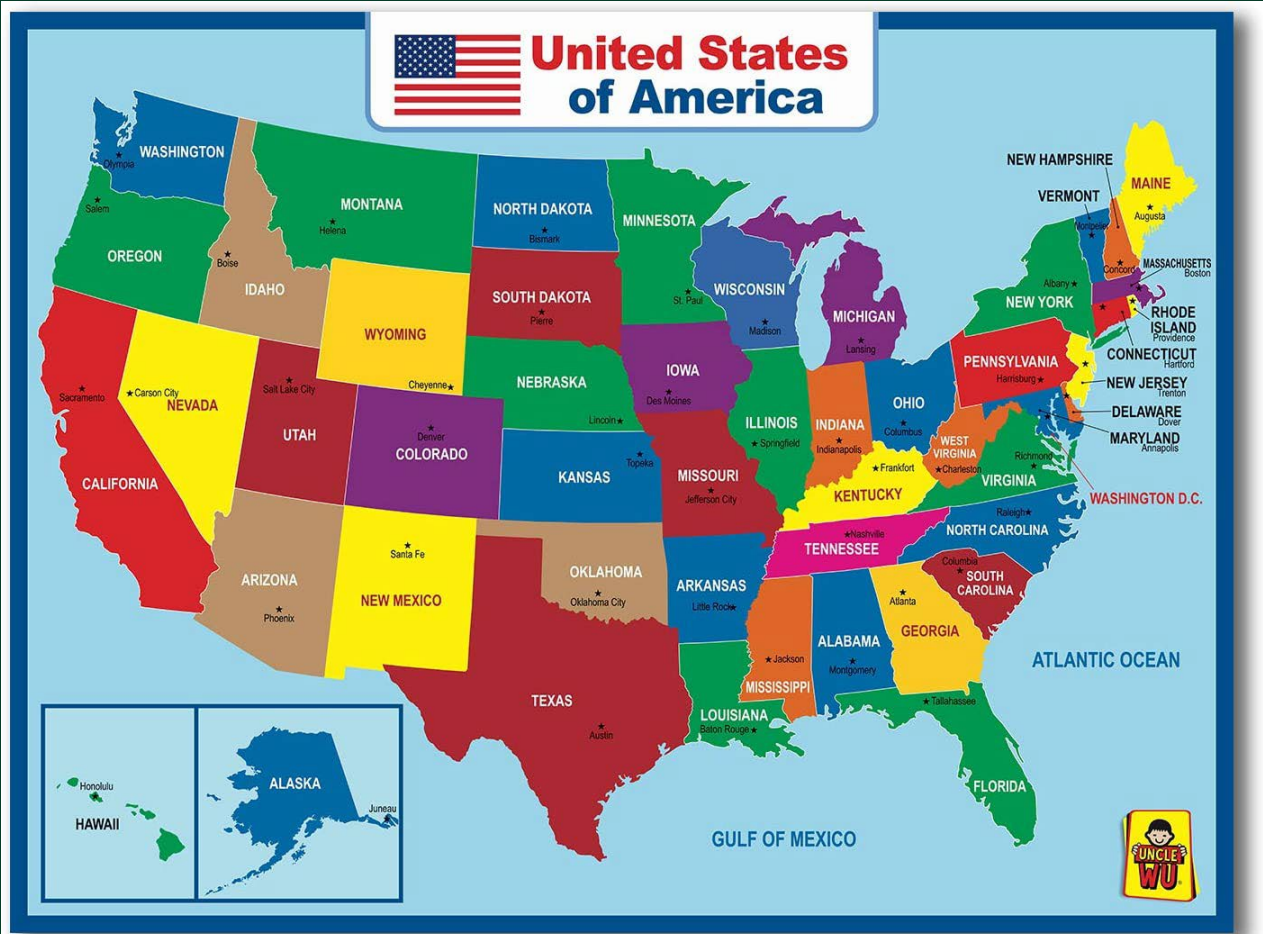 United States
of America
WASHINGTON
Olympia
MONTANA
Helena
NORTH DAKOTA
Bismark
MINNESOTA
St. Paul
NEW HAMPSHIRE
VERMONT
MAINE
Augusta
Montpelier
Concord
MASSACHUSETTS
Boston
Salem
OREGON
Boise
IDAHO
WYOMING
Cheyenne
SOUTH DAKOTA
Pierre
WISCONSIN
Madison
MICHIGAN
Lansing
Albany
NEW YORK
RHODE
ISLAND
Providence
CONNECTICUT
Hartford
PENNSYLVANIA
Harrisburg
NEW JERSEY
Trenton
DELAWARE
Dover
MARYLAND
Annapolis
WASHINGTON D.C.
Sacramento
CALIFORNIA
Carson City
NEVADA
Salt Lake City
UTAH
Denver
COLORADO
NEBRASKA
Lincoln
IOWA
Des Moines
ILLINOIS
Springfield
INDIANA
Indianapolis
OHIO
Columbus
WEST
VIRGINIA
Charleston
Richmond
VIRGINIA
KANSAS
Topeka
MISSOURI
Jefferson City
Frankfort
KENTUCKY
Nashville
TENNESSEE
Raleigh
NORTH CAROLINA
Columbia
SOUTH
CAROLINA
ARIZONA
Phoenix
Santa Fe
NEW MEXICO
OKLAHOMA
Oklahoma City
ARKANSAS
Little Rock
Atlanta
GEORGIA
ALABAMA
Montgomery
Jackson
MISSISSIPPI
TEXAS
Austin
LOUISIANA
Baton Rouge
Tallahassee
FLORIDA
ATLANTIC OCEAN
GULF OF MEXICO
Honolulu
HAWAII
ALASKA
Juneau
UNCLE
WU